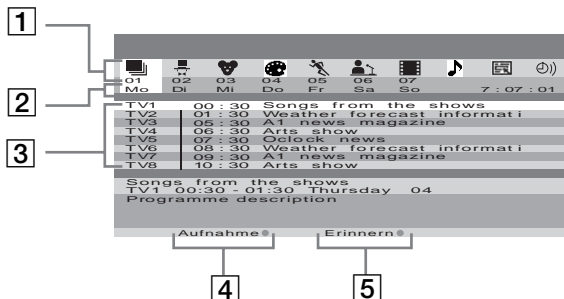 1
01 02 03 04 05 06 07
2
Mo Di Mi Do Fr Sa So 7 : 07 : 01
TV1 00 : 30 Songs from the shows
TV2 01 : 30 Weather forecast informati
TV3 05 : 30 A1 news magazine
3
TV4 06 : 30 Arts show
TV5 07 : 30 Oclock news
TV6 08 : 30 Weather forecast informati
TV7 09 : 30 A1 news magazine
TV8 10 : 30 Arts show
Songs from the shows
TV1 00:30 - 01:30 Thursday 04
Programme description
Aufnahme Erinnern
4 5